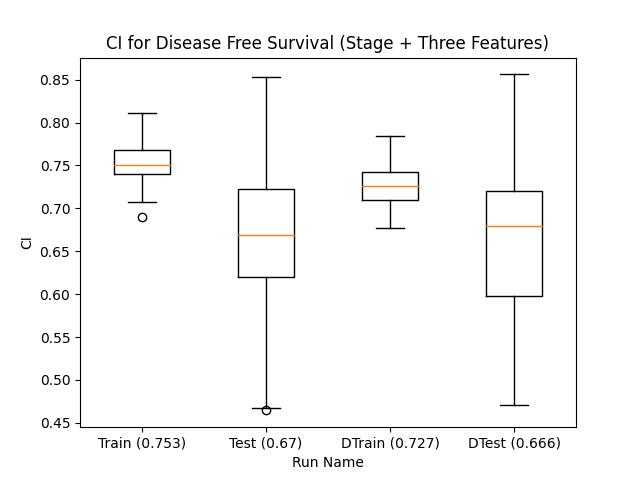 CI for Disease Free Survival (Stage + Three Features)
0.85
0.80
0.75
0.70
0.65
0.60
0.55
0.50
0.45
CI
Train (0.753) Test (0.67) DTrain (0.727) DTest (0.666)
Run Name